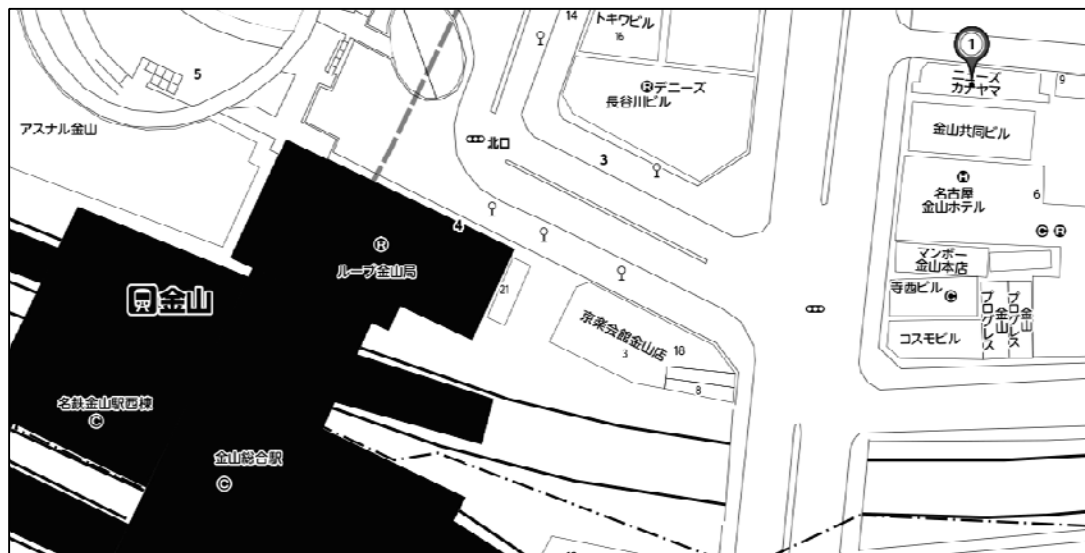 14
トキワビル
16
1
5
ニューズ
カナヤマ
9
R デニーズ
長谷川ビル
アスナル金山
金山共同ビル
北口
3
H
名古屋
金山ホテル
6
4
C R
R
ループ金山局
マンボー
金山本店
21
寺西ビル
C
金山
プログレス
金山
プログレス
金山
京楽会館金山店
18
3
コスモビル
8
名鉄金山駅西棟
C
金山総合駅
C